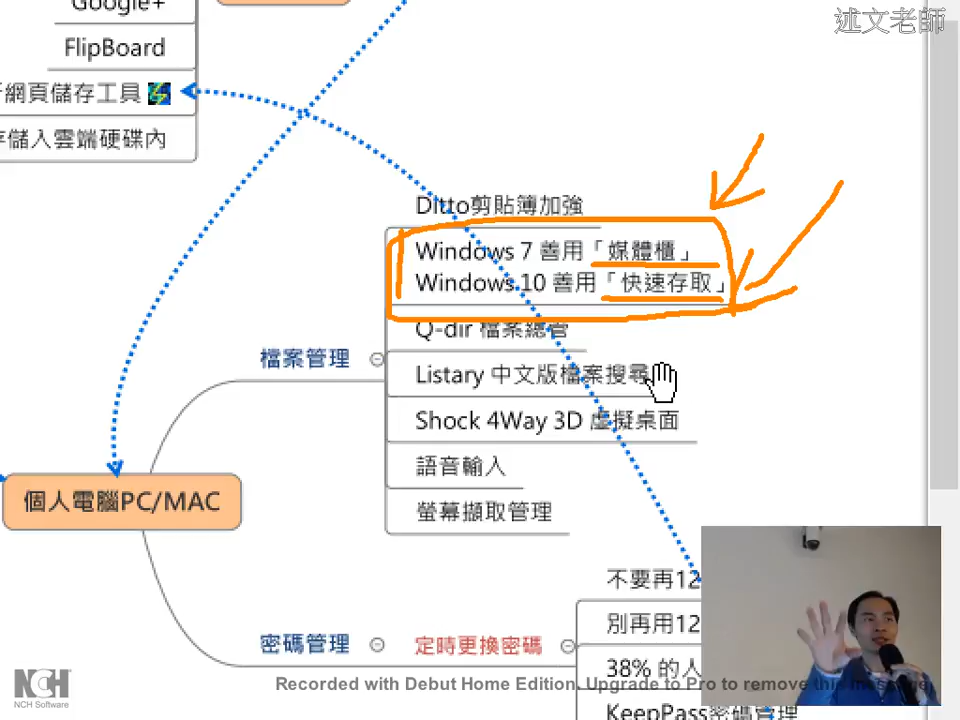 Google+
述文老師
FlipBoard
網頁儲存工具
存儲入雲端硬碟內
Ditto剪貼簿加強
Windows 7 善用「媒體櫃」
Windows 10 善用「快速存取」
Q-dir 檔案總管
檔案管理
Listary 中文版檔案搜尋
Shock 4Way 3D 虛擬桌面
語音輸入
個人電腦PC/MAC
螢幕擷取管理
不要再12
別再用12
密碼管理
定時更換密碼
38% 的人
NCH
NCH Software
Recorded with Debut Home Edition. Upgrade to Pro to remove this message.
KeepPass密碼管理